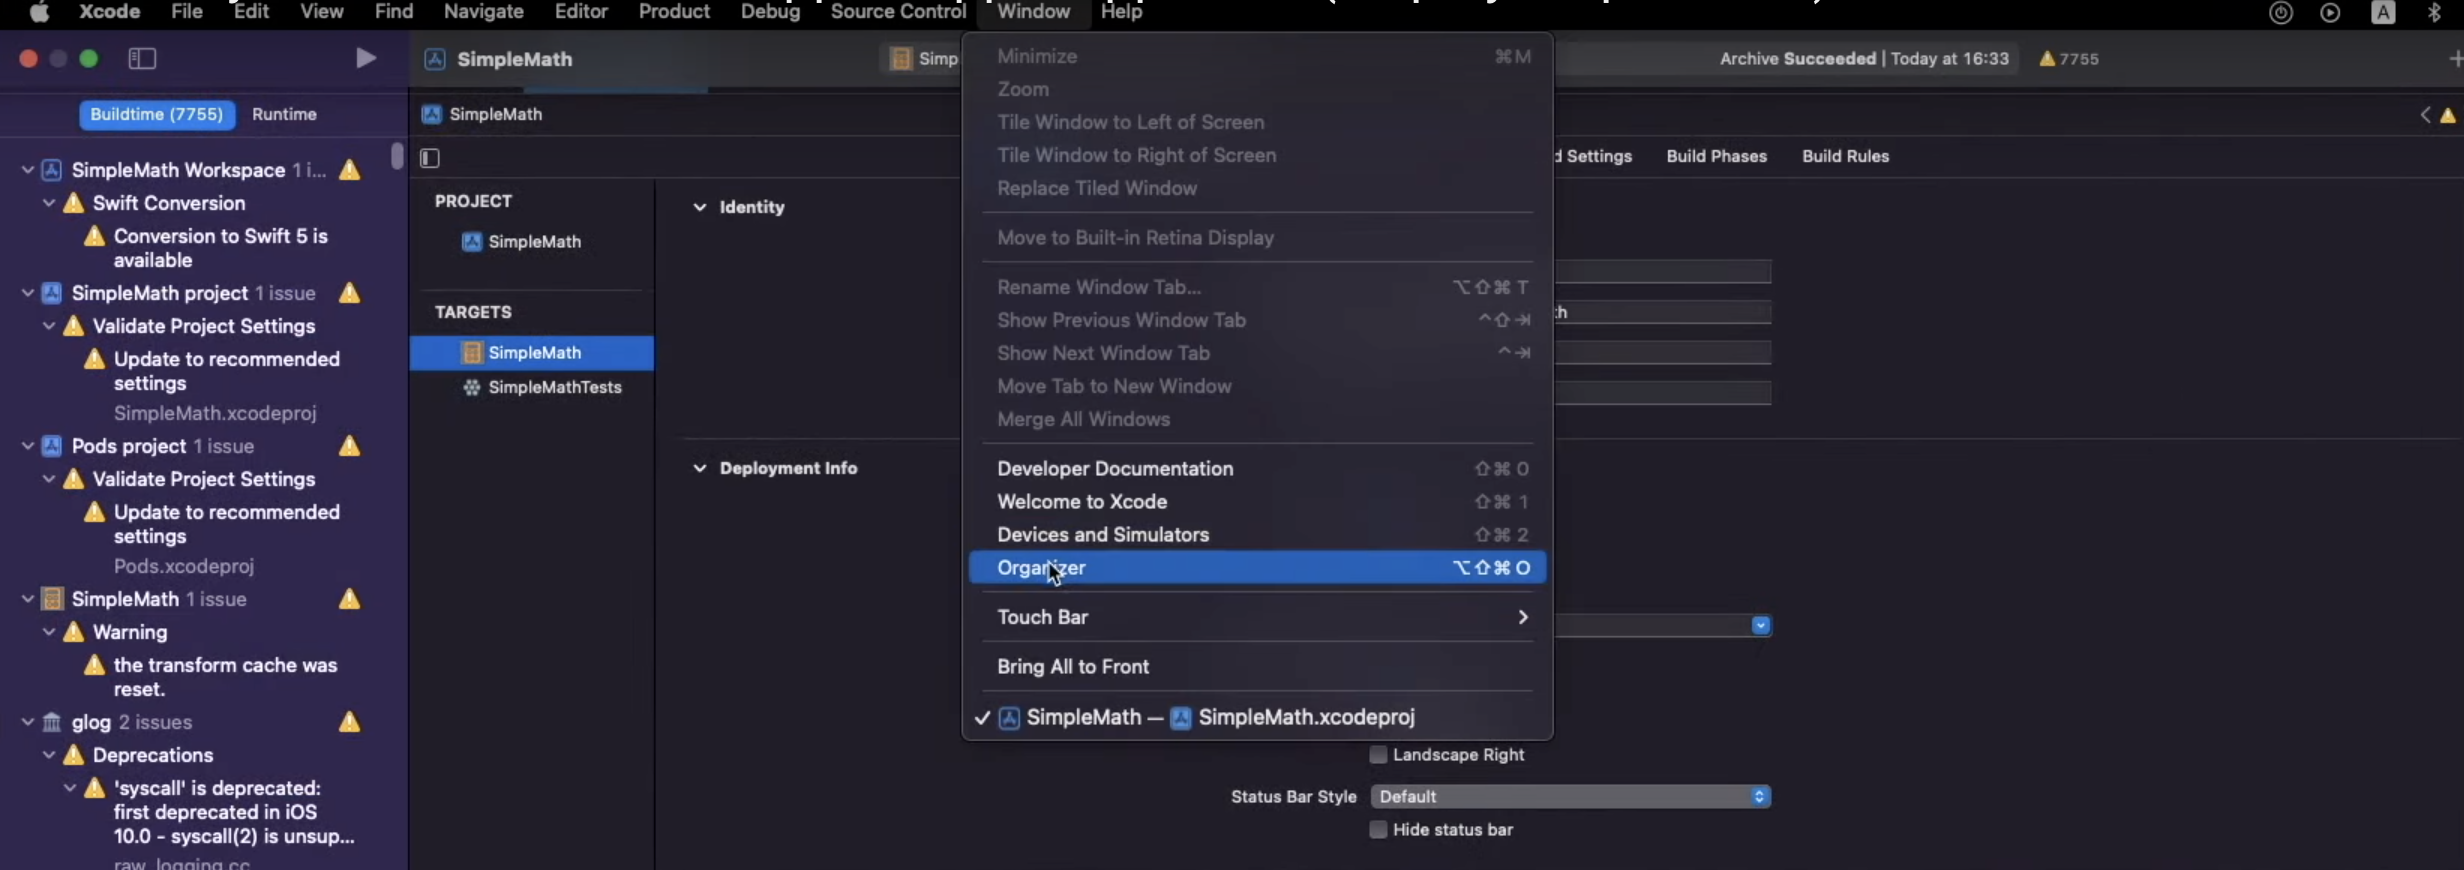 Xcode File Edit View Find Navigate Editor Product Debug Source Control Window Help
A
SimpleMath
Simp
Archive Succeeded | Today at 16:33
7755
Buildtime (7755) Runtime
SimpleMath Workspace 1 i...
Swift Conversion
Conversion to Swift 5 is
available
SimpleMath project 1 issue
Validate Project Settings
Update to recommended
settings
SimpleMath.xcodeproj
Pods project 1 issue
Validate Project Settings
Update to recommended
settings
Pods.xcodeproj
SimpleMath 1 issue
Warning
the transform cache was
reset.
glog 2 issues
Deprecations
'syscall' is deprecated:
first deprecated in iOS
10.0 - syscall(2) is unsup...
raw_logging.cc
SimpleMath
PROJECT
SimpleMath
TARGETS
SimpleMath
SimpleMathTests
Identity
Deployment Info
Minimize ⌘M
Zoom
Tile Window to Left of Screen
Tile Window to Right of Screen
Replace Tiled Window
Move to Built-in Retina Display
Rename Window Tab... ⌥⇧⌘ T
Show Previous Window Tab ^⇧⇥
Show Next Window Tab ^⇥
Move Tab to New Window
Merge All Windows
Developer Documentation ⇧⌘ 0
Welcome to Xcode ⇧⌘ 1
Devices and Simulators ⇧⌘ 2
Organizer ⌥⇧⌘ O
Touch Bar
Bring All to Front
✓ SimpleMath — SimpleMath.xcodeproj
d Settings Build Phases Build Rules
th
Landscape Right
Status Bar Style Default
Hide status bar